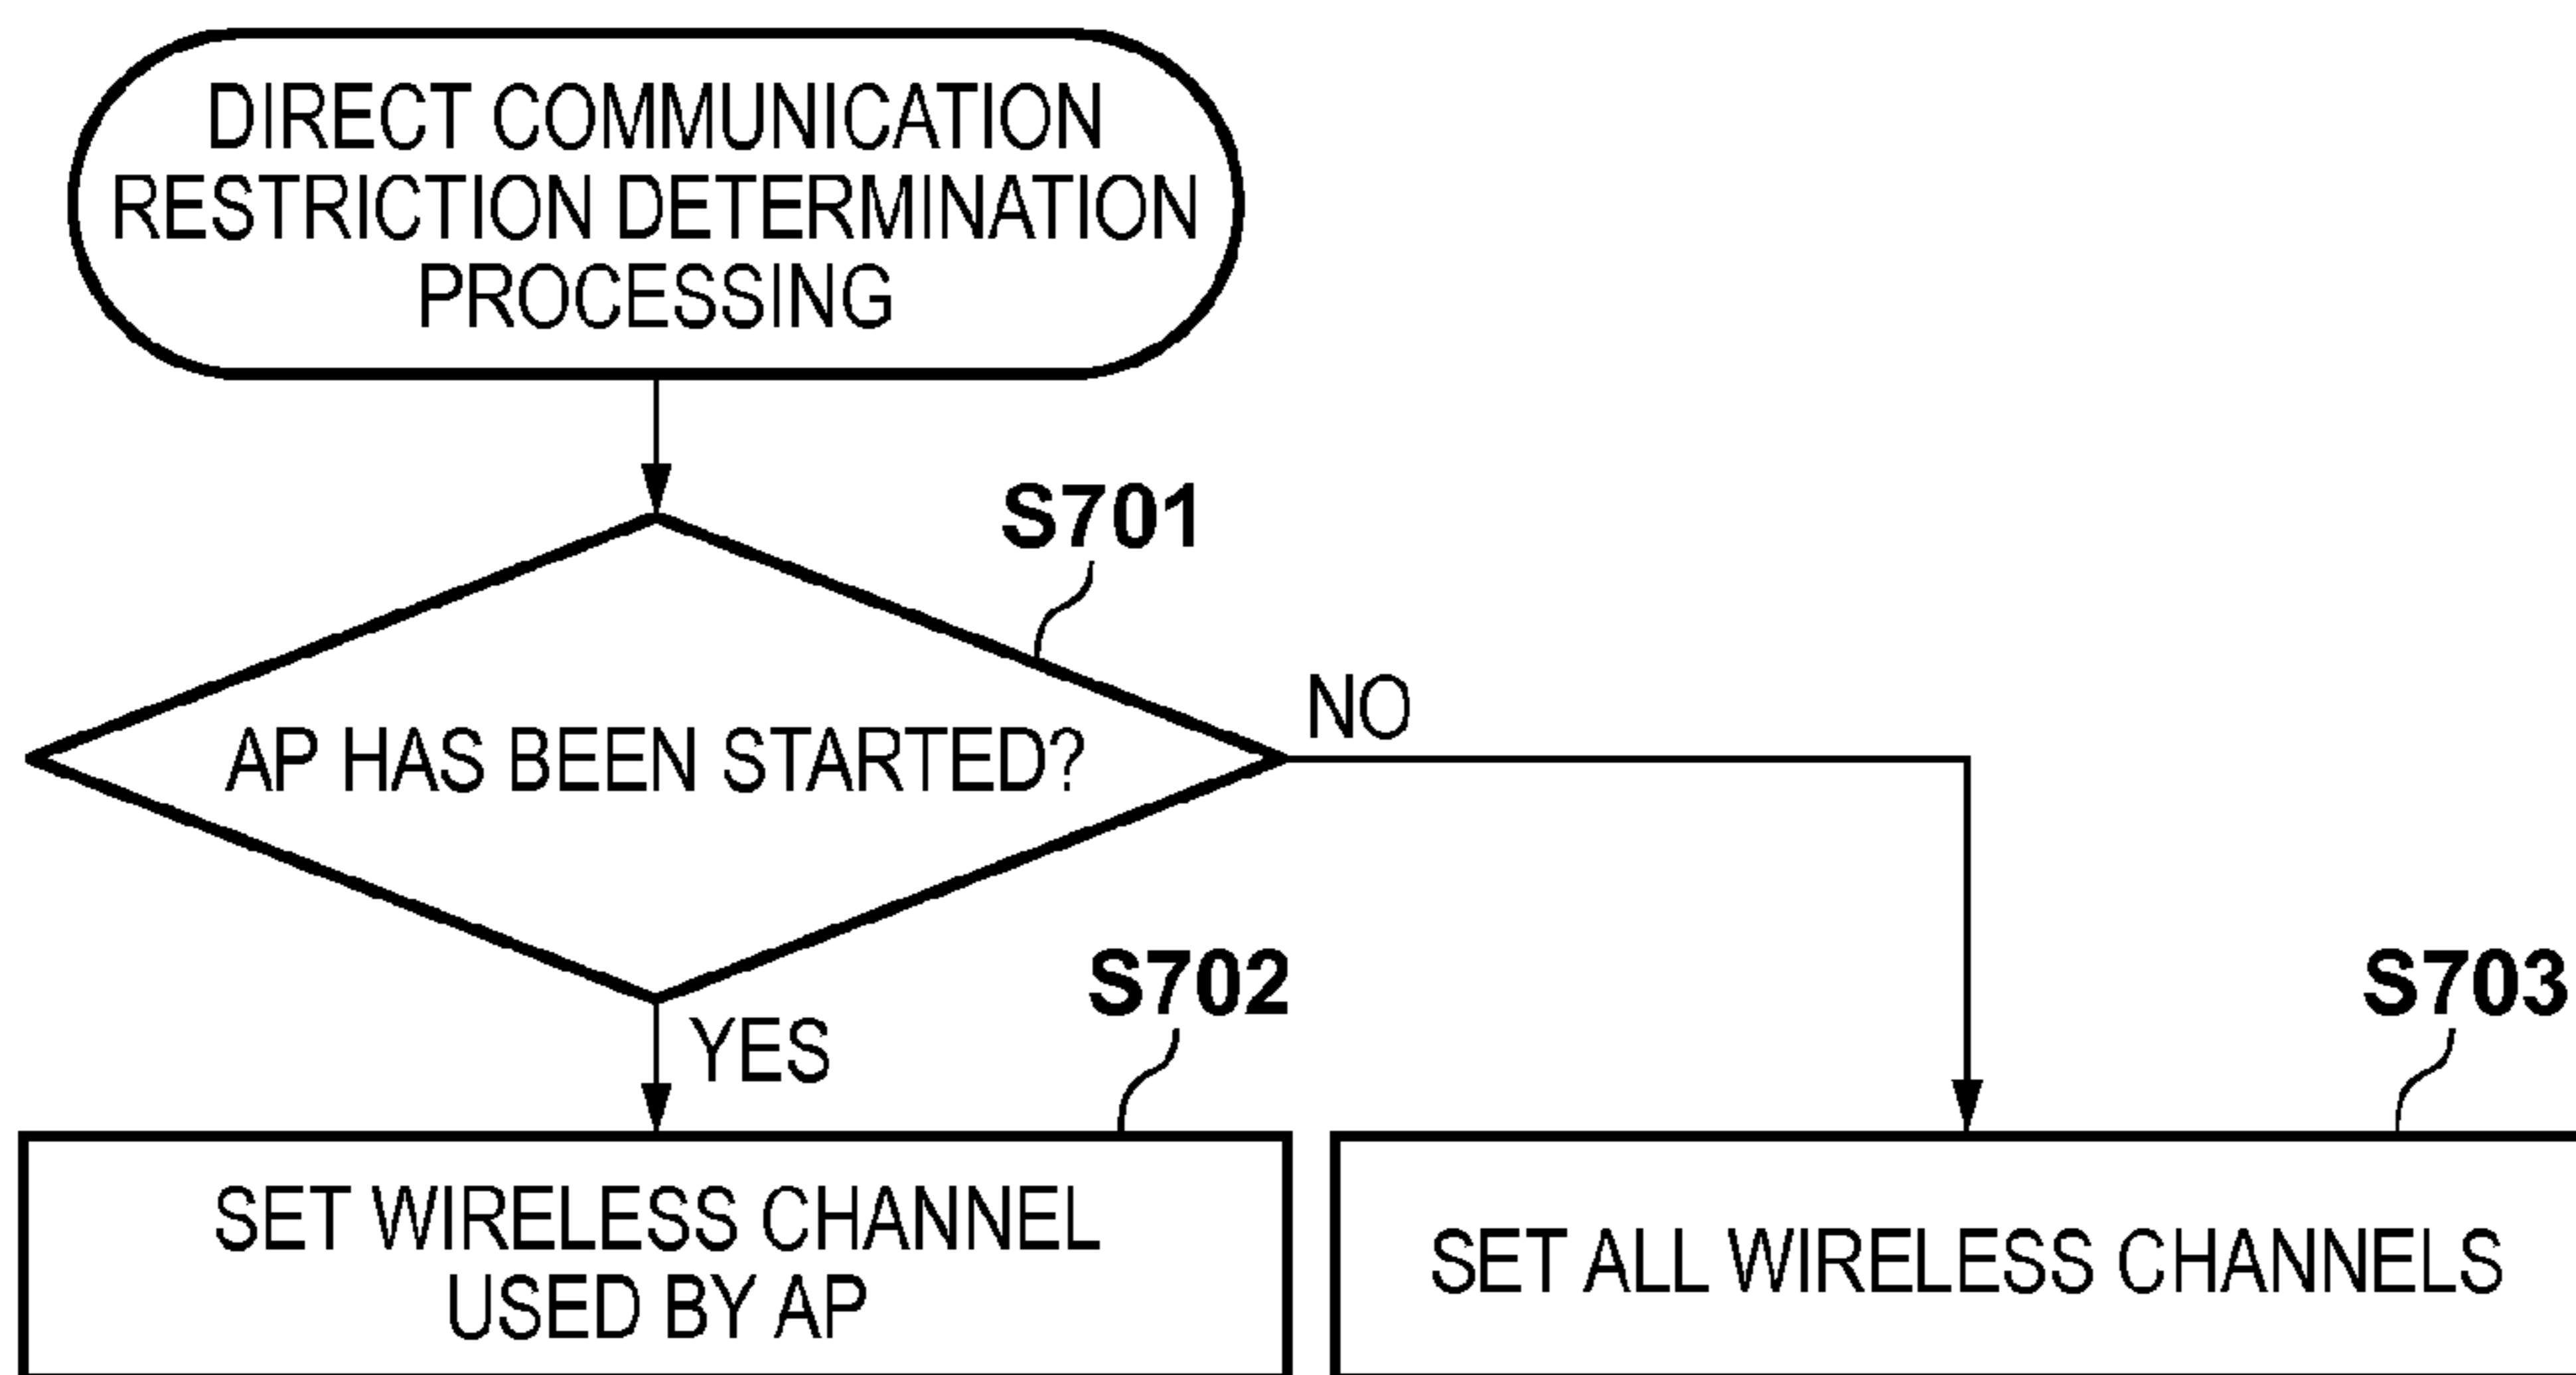 DIRECT COMMUNICATION
RESTRICTION DETERMINATION
PROCESSING
S701
AP HAS BEEN STARTED?
NO
YES
S702
SET WIRELESS CHANNEL
USED BY AP
S703
SET ALL WIRELESS CHANNELS